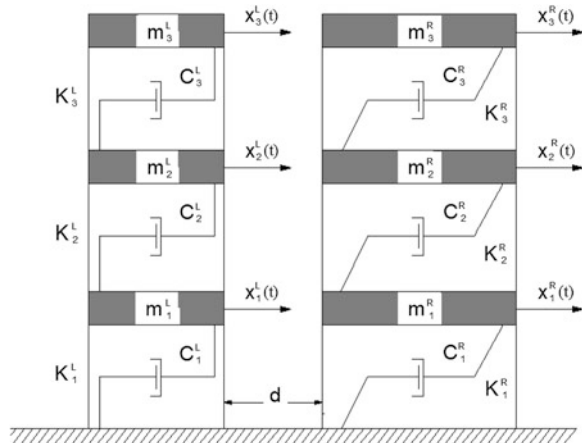 m₃ᴸ X₃ᴸ(t) m₃ᴿ X₃ᴿ(t)
K₃ᴸ C₃ᴸ C₃ᴿ K₃ᴿ
m₂ᴸ X₂ᴸ(t) m₂ᴿ X₂ᴿ(t)
K₂ᴸ C₂ᴸ C₂ᴿ K₂ᴿ
m₁ᴸ X₁ᴸ(t) m₁ᴿ X₁ᴿ(t)
K₁ᴸ C₁ᴸ d C₁ᴿ K₁ᴿ